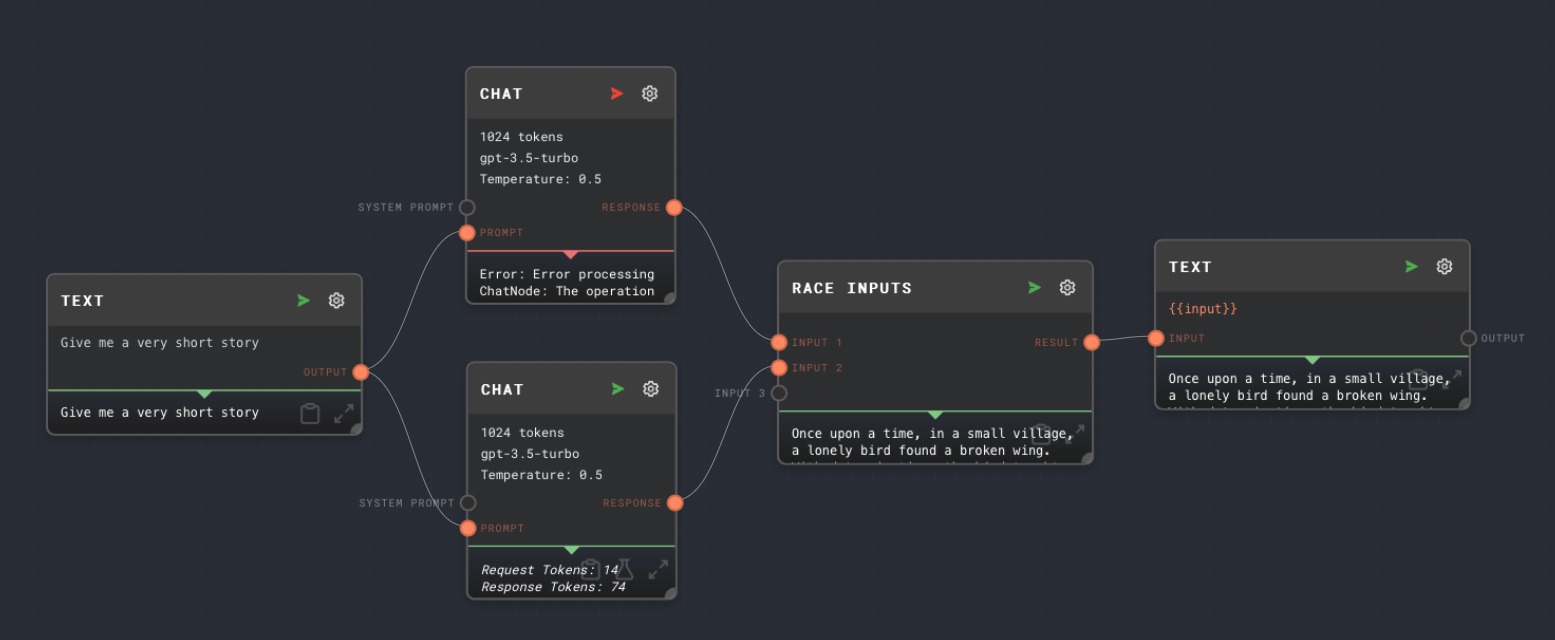 CHAT
1024 tokens
gpt-3.5-turbo
Temperature: 0.5
SYSTEM PROMPT
RESPONSE
PROMPT
Error: Error processing
ChatNode: The operation
TEXT
Give me a very short story
OUTPUT
Give me a very short story
CHAT
1024 tokens
gpt-3.5-turbo
Temperature: 0.5
SYSTEM PROMPT
RESPONSE
PROMPT
Request Tokens: 14
Response Tokens: 74
RACE INPUTS
INPUT 1
RESULT
INPUT 2
INPUT 3
Once upon a time, in a small village,
a lonely bird found a broken wing.
TEXT
{{input}}
INPUT
OUTPUT
Once upon a time, in a small village,
a lonely bird found a broken wing.